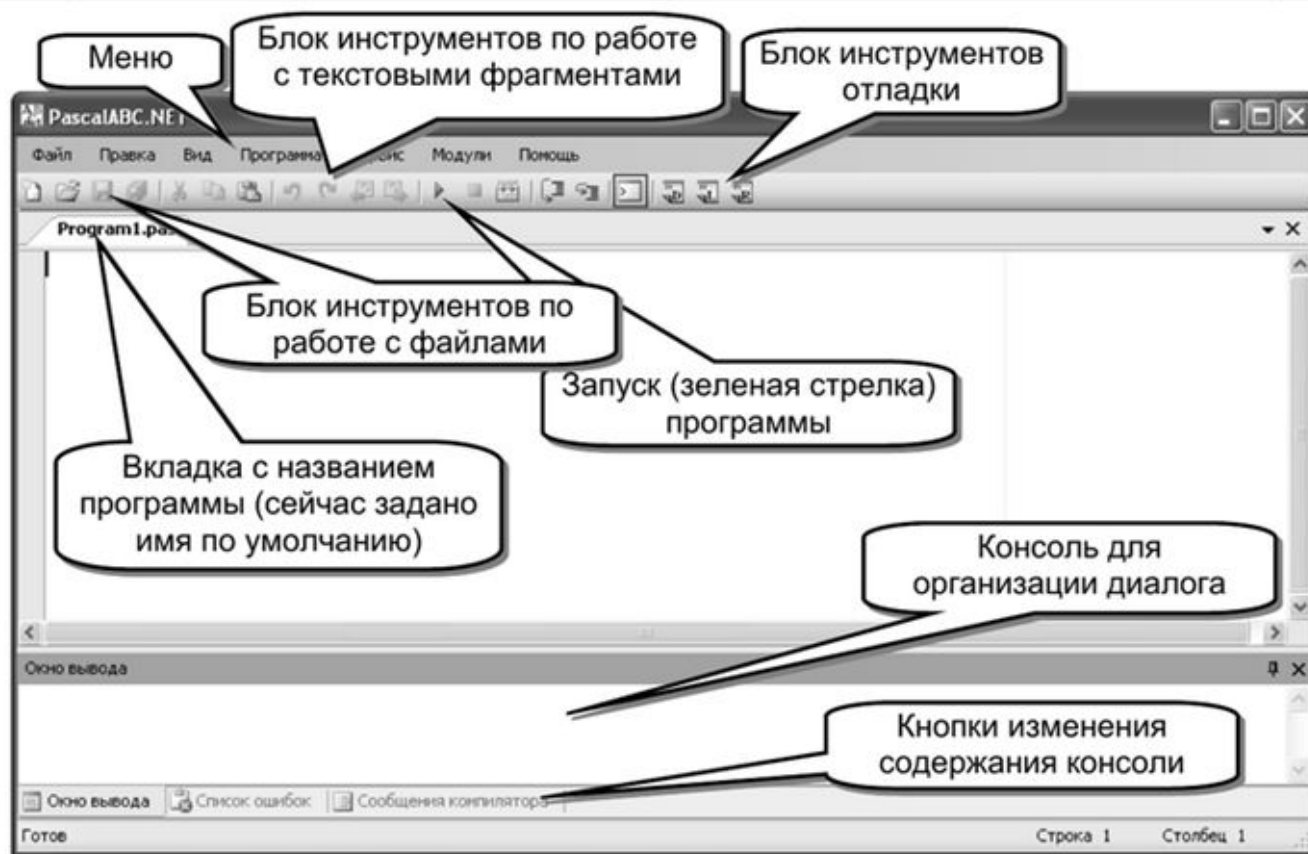 Меню
Блок инструментов по работе
с текстовыми фрагментами
Блок инструментов
отладки
PascalABC.NE
Файл Правка Вид Программа Модули Помощь
Program1.pas
Блок инструментов по
работе с файлами
Запуск (зеленая стрелка)
программы
Вкладка с названием
программы (сейчас задано
имя по умолчанию)
Консоль для
организации диалога
Окно вывода
Кнопки изменения
содержания консоли
Окно вывода Список ошибок Сообщения компилятора
Готов Строка 1 Столбец 1